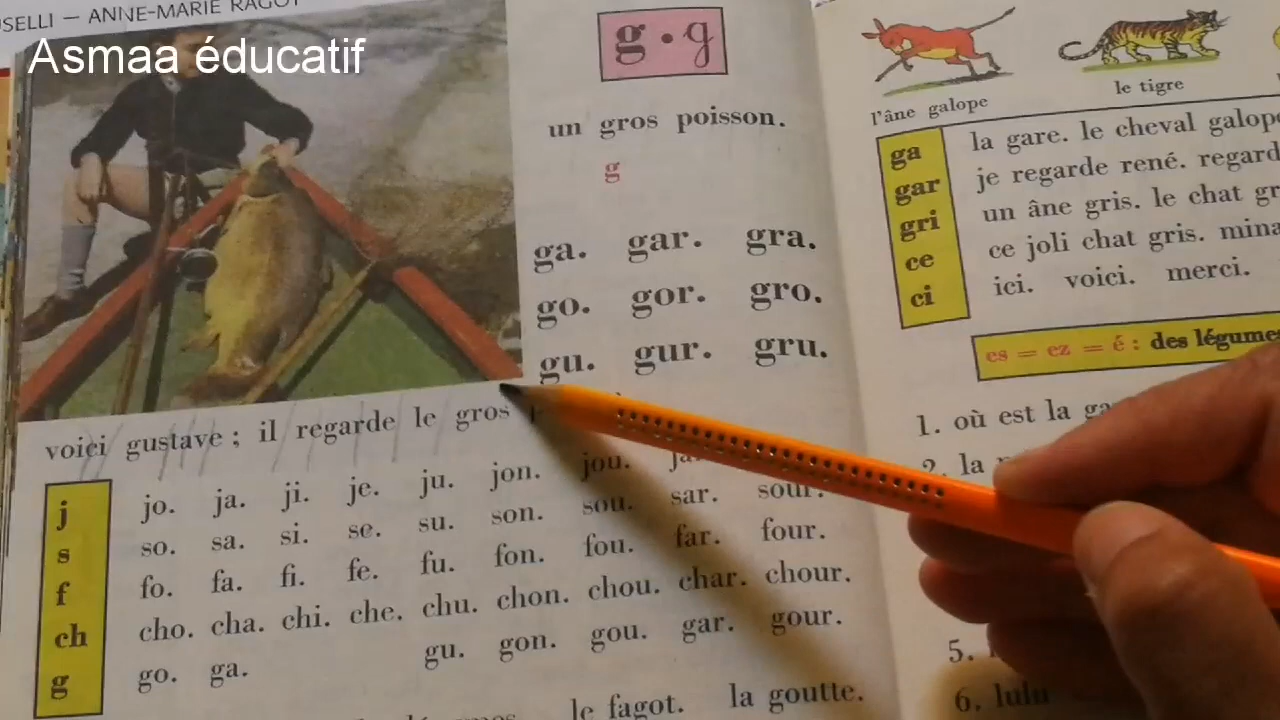 USELLI — ANNE-MARIE RAGOT
Asmaa éducatif
g • g
un gros poisson.
g
ga. gar. gra.
go. gor. gro.
gu. gur. gru.
voici gustave ; il regarde le gros
j jo. ja. ji. je. ju. jon. jou.
s so. sa. si. se. su. son. sou. sar. sour.
f fo. fa. fi. fe. fu. fon. fou. far. four.
ch cho. cha. chi. che. chu. chon. chou. char. chour.
g go. ga. gu. gon. gou. gar. gour.
le fagot. la goutte.
l'âne galope
le tigre
ga la gare. le cheval galop
gar je regarde rené. regard
gri un âne gris. le chat gr
ce ce joli chat gris. mina
ci ici. voici. merci.
es = ez = é : des légumes
1. où est la ga
2. la
5.
6. lulu